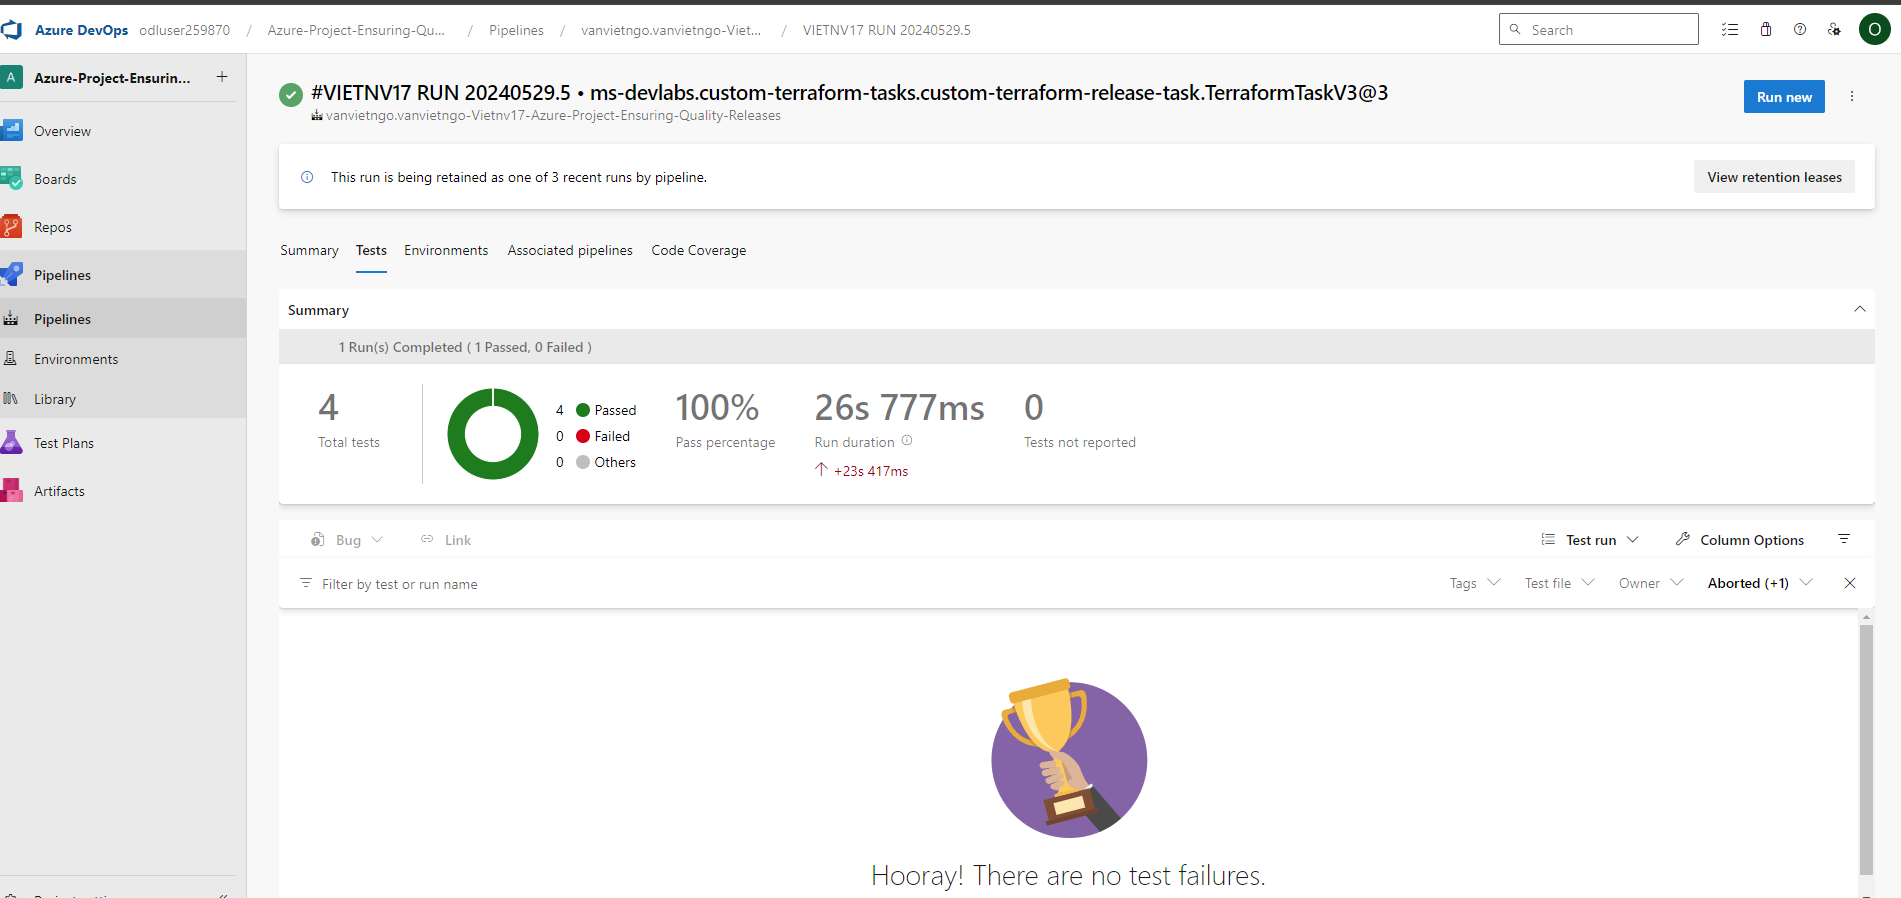 Azure DevOps odluser259870 / Azure-Project-Ensuring-Qu... / Pipelines / vanvietngo.vanvietngo-Viet... / VIETNV17 RUN 20240529.5
Search
O
A Azure-Project-Ensurin... +
Overview
Boards
Repos
Pipelines
Pipelines
Environments
Library
Test Plans
Artifacts
#VIETNV17 RUN 20240529.5 • ms-devlabs.custom-terraform-tasks.custom-terraform-release-task.TerraformTaskV3@3
vanvietngo.vanvietngo-Vietnv17-Azure-Project-Ensuring-Quality-Releases
Run new
This run is being retained as one of 3 recent runs by pipeline.
View retention leases
Summary Tests Environments Associated pipelines Code Coverage
Summary
1 Run(s) Completed ( 1 Passed, 0 Failed )
4
Total tests
4 Passed
0 Failed
0 Others
100%
Pass percentage
26s 777ms
Run duration
+23s 417ms
0
Tests not reported
Bug Link
Test run Column Options
Filter by test or run name
Tags Test file Owner Aborted (+1)
Hooray! There are no test failures.